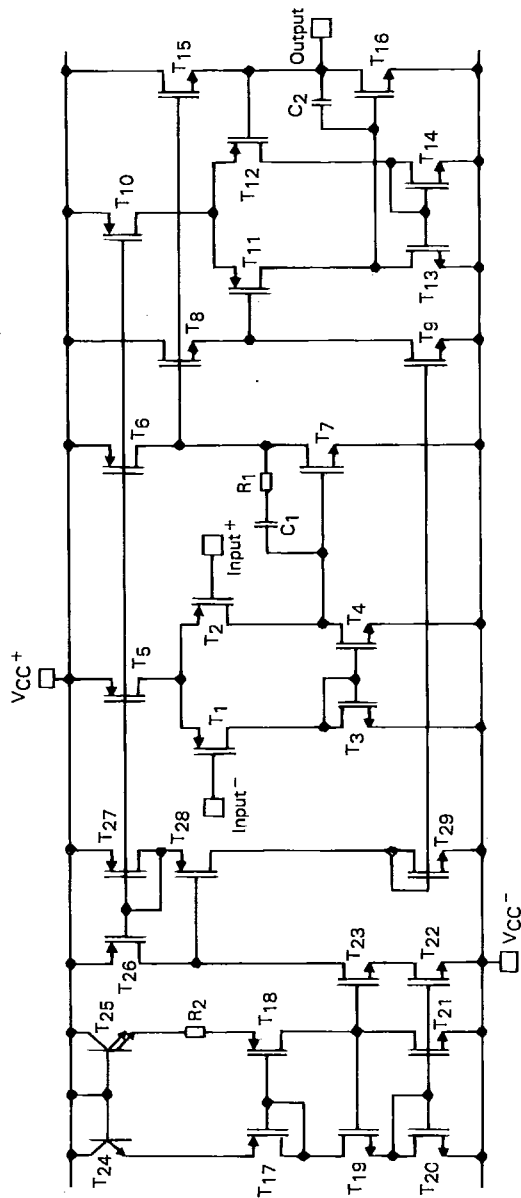 VCC+
T24
T25
R2
T17
T18
T19
T20
T21
T22
T23
T26
T27
T28
T29
VCC-
Input-
T1
T2
Input+
T3
T4
T5
C1
R1
T6
T7
T8
T9
T10
T11
T12
T13
T14
T15
C2
Output
T16